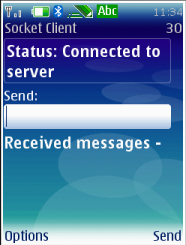 Abc 11:34
Socket Client 30
Status: Connected to
server
Send:
Received messages -
Options Send